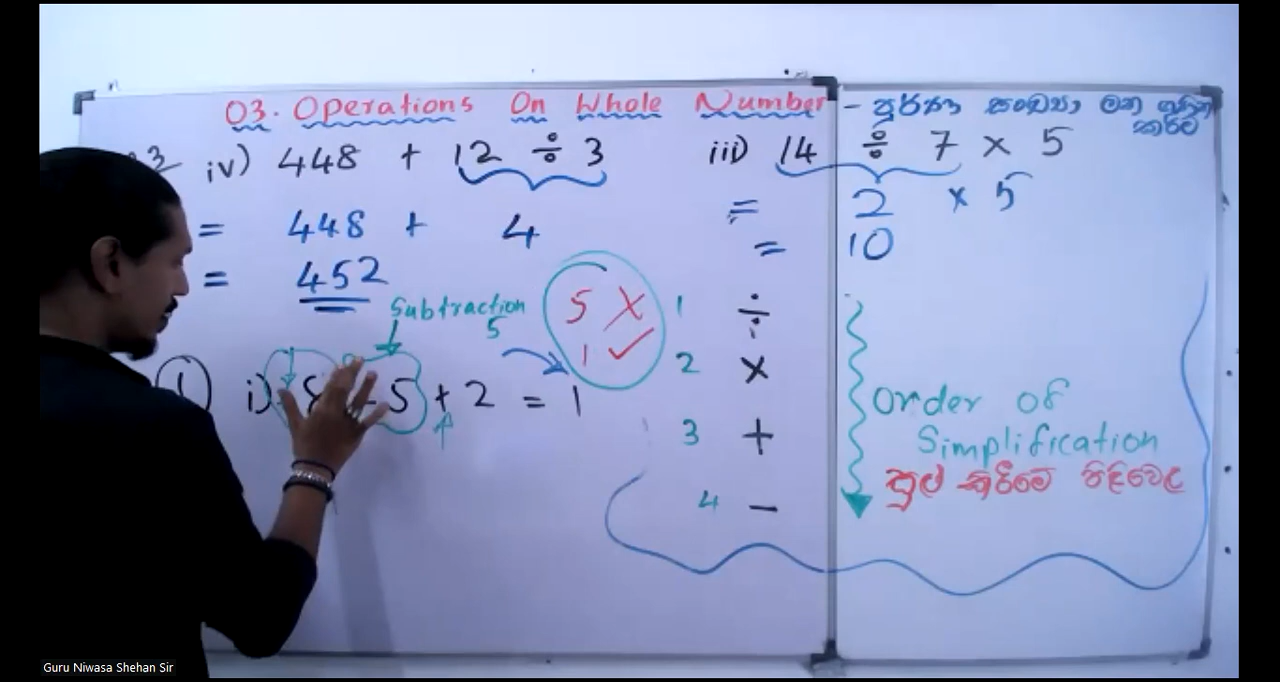 03. Operations On Whole Number - පූර්ණ සංඛ්‍යා මත ගණිත කර්ම
iv) 448 + 12 ÷ 3
= 448 + 4
= 452
iii) 14 ÷ 7 × 5
= 2 × 5
= 10
Subtraction
5
5 X
1 ✓
1 i) 8 - 5 + 2 = 1
1 ÷
2 ×
3 +
4 -
Order of
Simplification
සුළු කිරීමේ පිළිවෙල
Guru Niwasa Shehan Sir